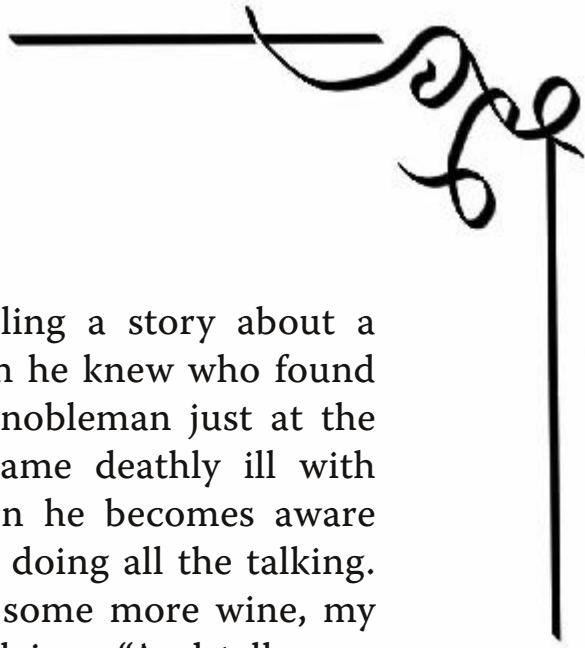 ling a story about a
he knew who found
nobleman just at the
ame deathly ill with
n he becomes aware
doing all the talking.
some more wine, my